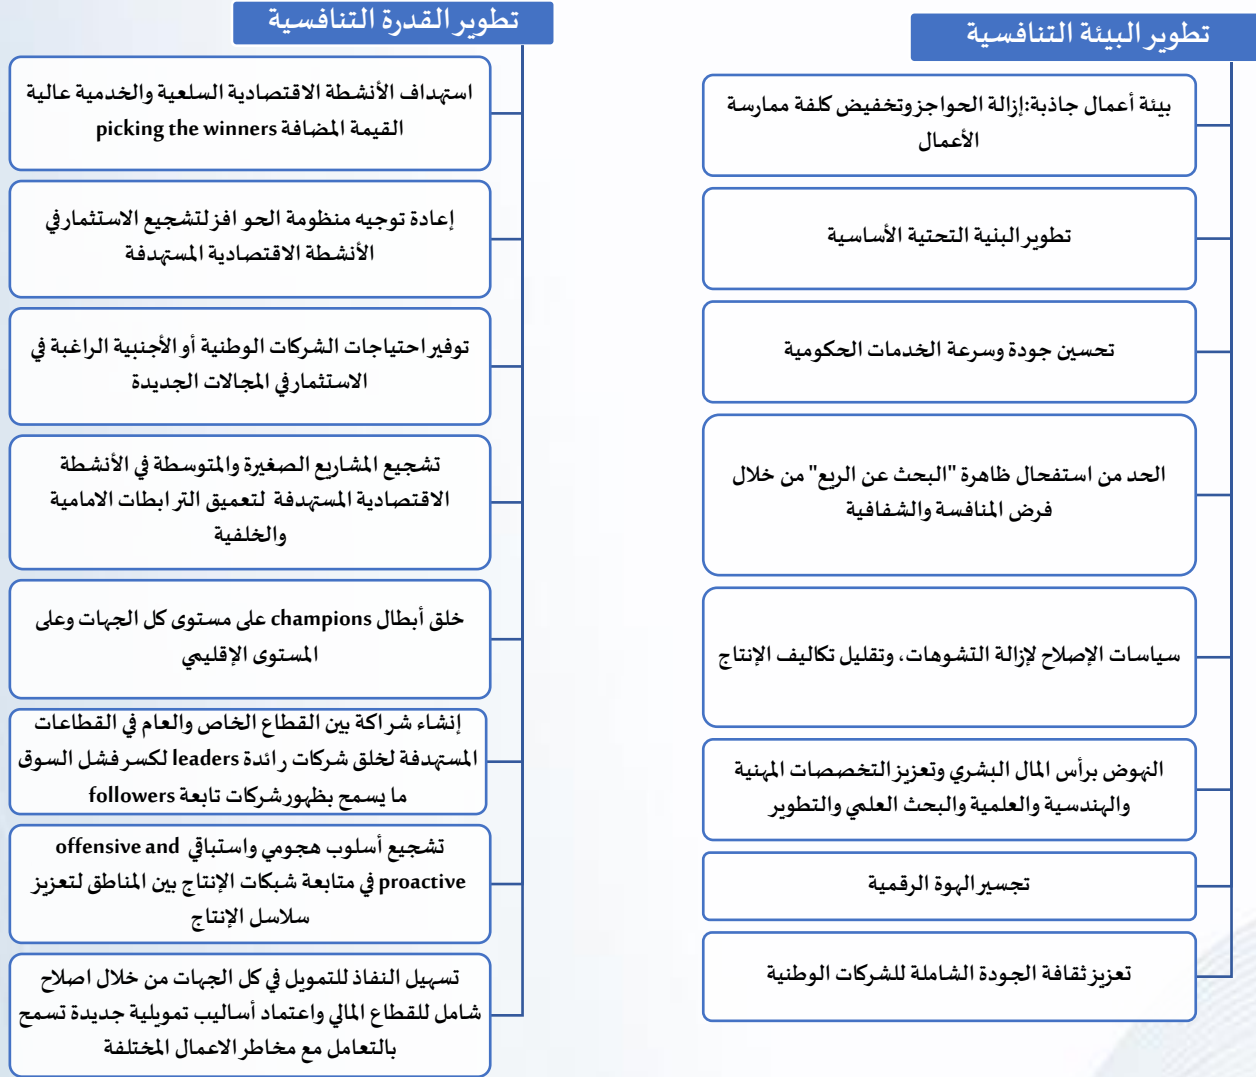 تطوير البيئة التنافسية
بيئة أعمال جاذبة:إزالة الحواجز وتخفيض كلفة ممارسة
الأعمال
تطوير البنية التحتية الأساسية
تحسين جودة وسرعة الخدمات الحكومية
الحد من استفحال ظاهرة "البحث عن الريع" من خلال
فرض المنافسة والشفافية
سياسات الإصلاح لإزالة التشوهات، وتقليل تكاليف الإنتاج
النهوض برأس المال البشري وتعزيز التخصصات المهنية
والهندسية والعلمية والبحث العلمي والتطوير
تجسير الهوة الرقمية
تعزيز ثقافة الجودة الشاملة للشركات الوطنية
تطوير القدرة التنافسية
استهداف الأنشطة الاقتصادية السلعية والخدمية عالية
القيمة المضافة picking the winners
إعادة توجيه منظومة الحوافز لتشجيع الاستثمار في
الأنشطة الاقتصادية المستهدفة
توفير احتياجات الشركات الوطنية أو الأجنبية الراغبة في
الاستثمار في المجالات الجديدة
تشجيع المشاريع الصغيرة والمتوسطة في الأنشطة
الاقتصادية المستهدفة لتعميق الترابطات الامامية
والخلفية
خلق أبطال champions على مستوى كل الجهات وعلى
المستوى الإقليمي
إنشاء شراكة بين القطاع الخاص والعام في القطاعات
المستهدفة لخلق شركات رائدة leaders لكسر فشل السوق
ما يسمح بظهور شركات تابعة followers
تشجيع أسلوب هجومي واستباقي offensive and
proactive في متابعة شبكات الإنتاج بين المناطق لتعزيز
سلاسل الإنتاج
تسهيل النفاذ للتمويل في كل الجهات من خلال اصلاح
شامل للقطاع المالي واعتماد أساليب تمويلية جديدة تسمح
بالتعامل مع مخاطر الاعمال المختلفة